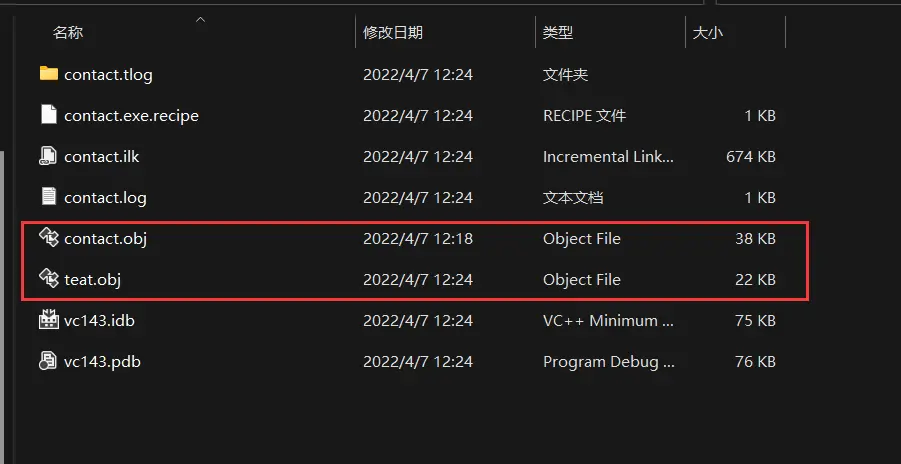 名称 修改日期 类型 大小
contact.tlog 2022/4/7 12:24 文件夹
contact.exe.recipe 2022/4/7 12:24 RECIPE 文件 1 KB
contact.ilk 2022/4/7 12:24 Incremental Link... 674 KB
contact.log 2022/4/7 12:24 文本文档 1 KB
contact.obj 2022/4/7 12:18 Object File 38 KB
teat.obj 2022/4/7 12:24 Object File 22 KB
vc143.idb 2022/4/7 12:24 VC++ Minimum ... 75 KB
vc143.pdb 2022/4/7 12:24 Program Debug ... 76 KB